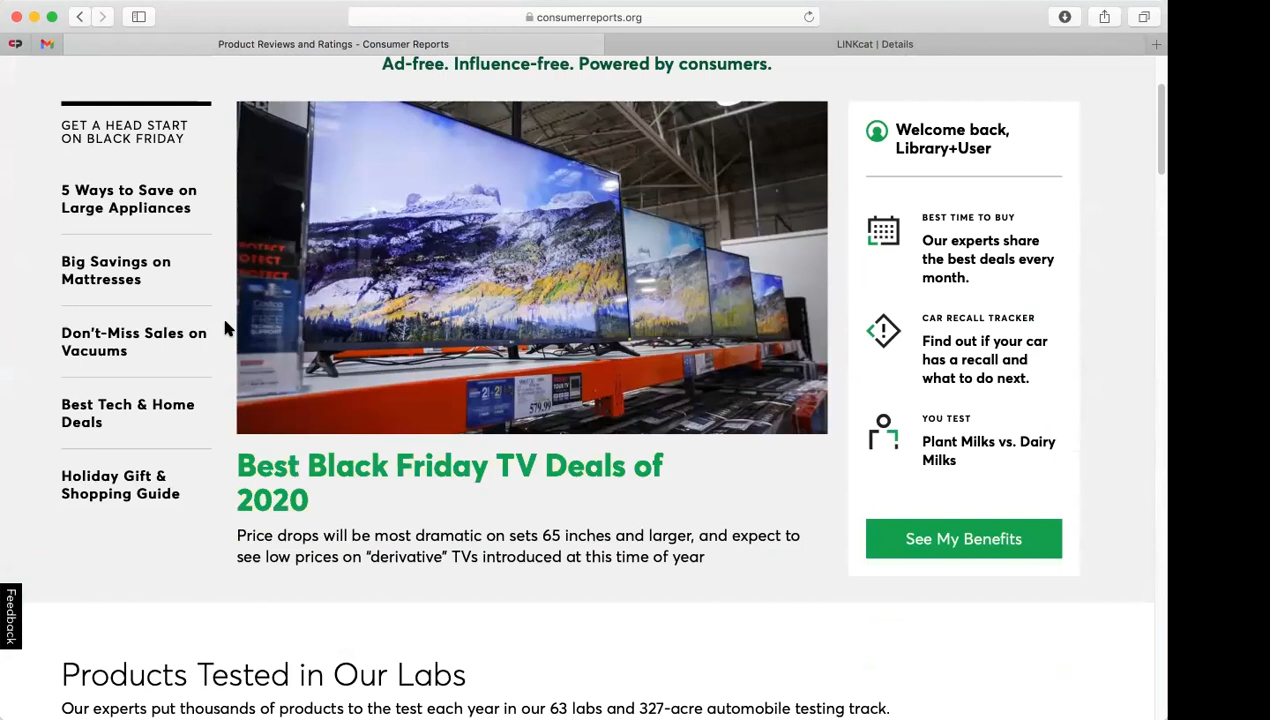 consumerreports.org
Product Reviews and Ratings - Consumer Reports
LINKcat | Details
Ad-free. Influence-free. Powered by consumers.
GET A HEAD START
ON BLACK FRIDAY
5 Ways to Save on
Large Appliances
Big Savings on
Mattresses
Don't-Miss Sales on
Vacuums
Best Tech & Home
Deals
Holiday Gift &
Shopping Guide
PROTECT
PROTECT
579.99
Best Black Friday TV Deals of
2020
Price drops will be most dramatic on sets 65 inches and larger, and expect to
see low prices on “derivative” TVs introduced at this time of year
Welcome back,
Library+User
BEST TIME TO BUY
Our experts share
the best deals every
month.
CAR RECALL TRACKER
Find out if your car
has a recall and
what to do next.
YOU TEST
Plant Milks vs. Dairy
Milks
See My Benefits
Feedback
Products Tested in Our Labs
Our experts put thousands of products to the test each year in our 63 labs and 327-acre automobile testing track.